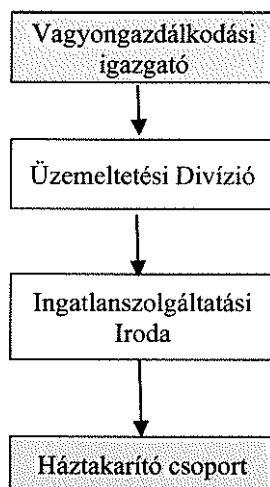 Vagyongazdálkodási
igazgató
Üzemeltetési Divízió
Ingatlanszolgáltatási
Iroda
Háztakarító csoport